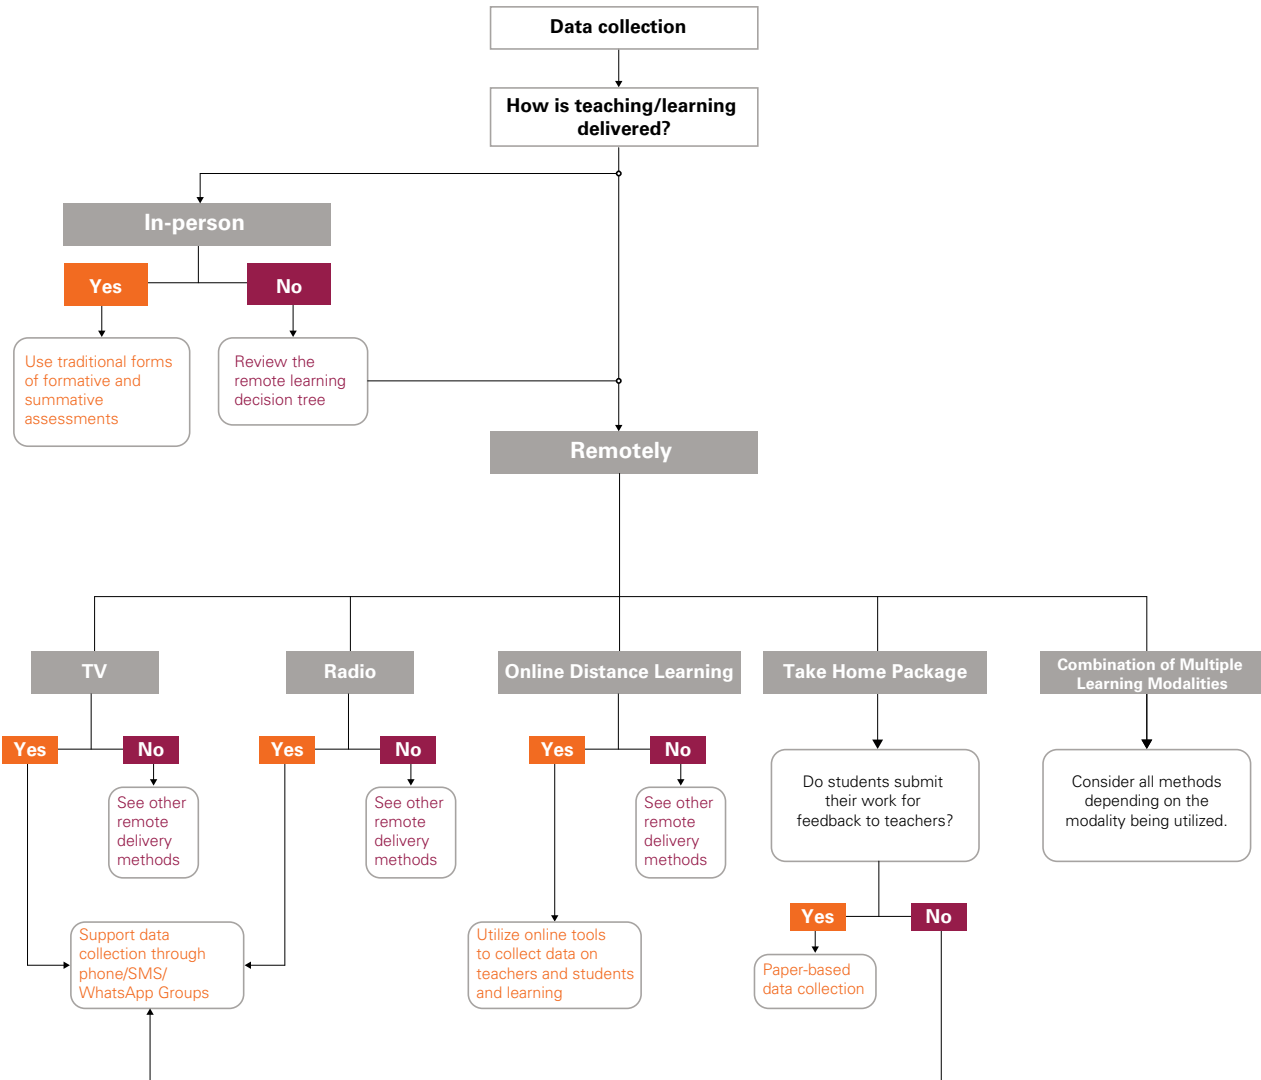 Data collection
How is teaching/learning
delivered?
In-person
Yes
No
Use traditional forms
of formative and
summative
assessments
Review the
remote learning
decision tree
Remotely
TV
Radio
Online Distance Learning
Take Home Package
Combination of Multiple
Learning Modalities
Yes
No
Yes
No
Yes
No
Do students submit
their work for
feedback to teachers?
Consider all methods
depending on the
modality being utilized.
See other
remote
delivery
methods
See other
remote
delivery
methods
See other
remote
delivery
methods
Yes
No
Support data
collection through
phone/SMS/
WhatsApp Groups
Utilize online tools
to collect data on
teachers and students
and learning
Paper-based
data collection